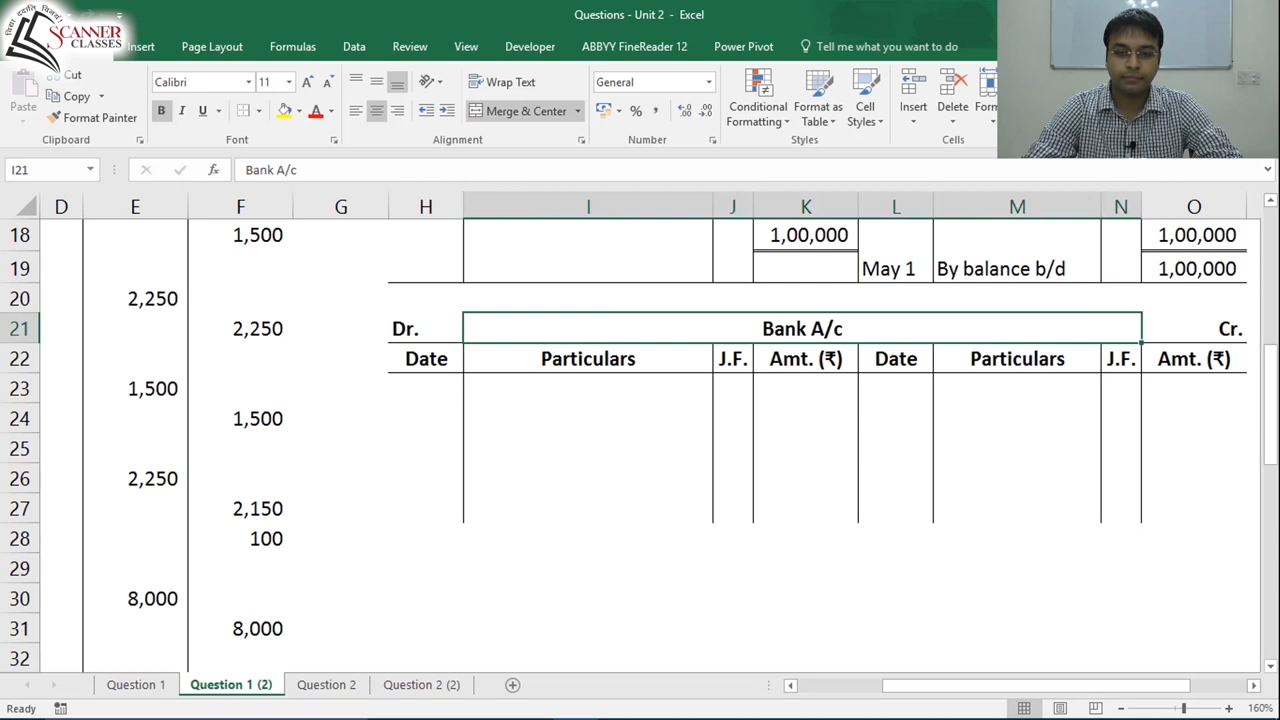 SCANNER
CLASSES
Questions - Unit 2 - Excel
Insert Page Layout Formulas Data Review View Developer ABBYY FineReader 12 Power Pivot Tell me what you want to do
Paste
Cut
Copy
Format Painter
Clipboard
Calibri 11
B I U
Font
Wrap Text
Merge & Center
Alignment
General
Number
Conditional Formatting
Format as Table
Cell Styles
Styles
Insert Delete
Cells
I21 fx Bank A/c
D E F G H I J K L M N O
18 1,500 1,00,000 1,00,000
19 May 1 By balance b/d 1,00,000
20 2,250
21 2,250 Dr. Bank A/c Cr.
22 Date Particulars J.F. Amt. (₹) Date Particulars J.F. Amt. (₹)
23 1,500
24 1,500
25
26 2,250
27 2,150
28 100
29
30 8,000
31 8,000
32
Question 1 Question 1 (2) Question 2 Question 2 (2)
Ready 160%